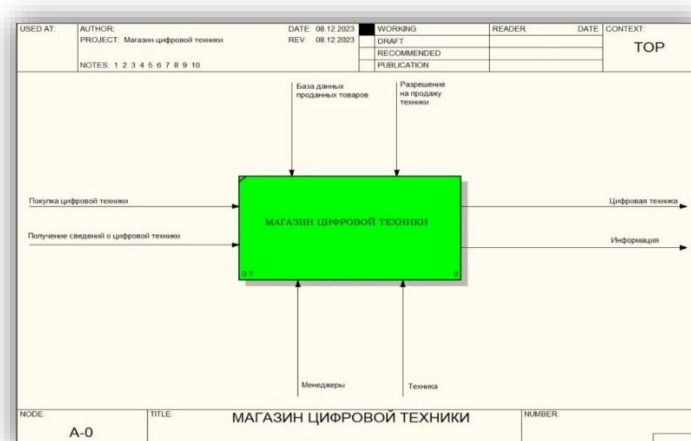 USED AT:
AUTHOR:
DATE: 08.12.2023
WORKING
READER
DATE
CONTEXT:
PROJECT: Магазин цифровой техники
REV: 08.12.2023
DRAFT
TOP
RECOMMENDED
NOTES: 1 2 3 4 5 6 7 8 9 10
PUBLICATION
База данных
проданных товаров
Разрешение
на продажу
техники
Покупка цифровой техники
Цифровая техника
МАГАЗИН ЦИФРОВОЙ ТЕХНИКИ
Получение сведений о цифровой техники
Информация
0
Менеджеры
Техника
NODE:
TITLE:
МАГАЗИН ЦИФРОВОЙ ТЕХНИКИ
NUMBER:
A-0